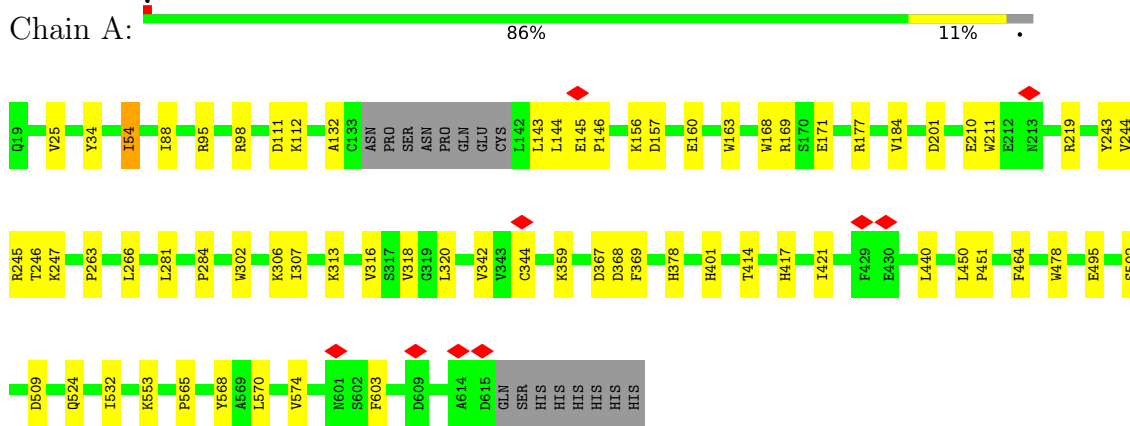 Chain A:
86% 11%
Q19 V25 Y34 I54 I88 R95 R98 D111 K112 A132 C133 ASN PRO SER ASN PRO GLN GLU CYS L142 L143 L144 E145 P146 K156 D157 E160 W163 W168 R169 S170 E171 R177 V184 D201 E210 W211 E212 N213 R219 Y243 V244
R245 T246 K247 P263 L266 L281 P284 W302 K306 I307 K313 V316 S317 V318 G319 L320 V342 V343 C344 K359 D367 D368 F369 H378 H401 T414 H417 I421 F429 E430 L440 L450 P451 F464 W478 E495
D509 Q524 I532 K553 P565 Y568 A569 L570 V574 N601 S602 F603 D609 A614 D615 GLN SER HIS HIS HIS HIS HIS HIS